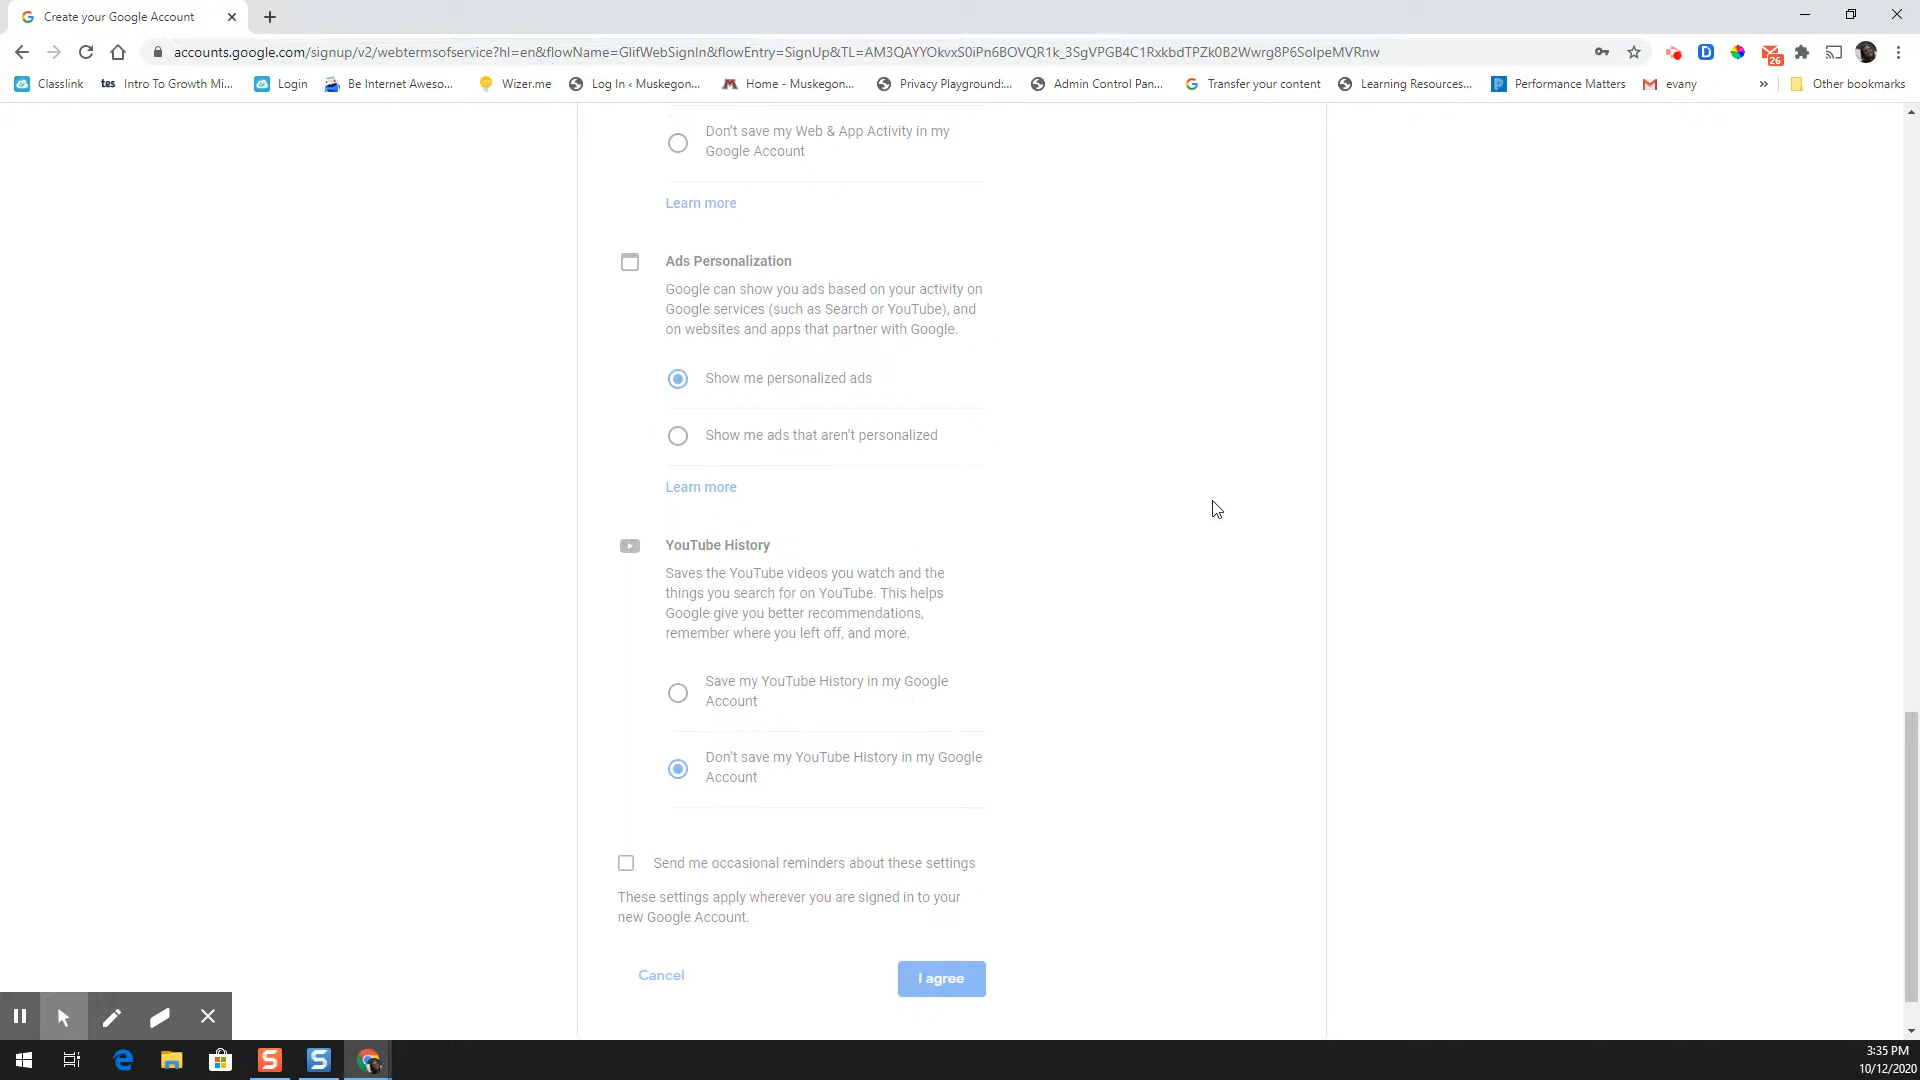 Create your Google Account
accounts.google.com/signup/v2/webtermsofservice?hl=en&flowName=GlifWebSignIn&flowEntry=SignUp&TL=AM3QAYYOkvxS0iPn6BOVQR1k_3SgVPGB4C1RxkbdTPZk0B2Wwrg8P6SoIpeMVRnw
26
Classlink tes Intro To Growth Mi... Login Be Internet Aweso... Wizer.me Log In ‹ Muskegon... Home - Muskegon... Privacy Playground:... Admin Control Pan... Transfer your content Learning Resources... Performance Matters evany » Other bookmarks
Don't save my Web & App Activity in my
Google Account
Learn more
Ads Personalization
Google can show you ads based on your activity on
Google services (such as Search or YouTube), and
on websites and apps that partner with Google.
Show me personalized ads
Show me ads that aren't personalized
Learn more
YouTube History
Saves the YouTube videos you watch and the
things you search for on YouTube. This helps
Google give you better recommendations,
remember where you left off, and more.
Save my YouTube History in my Google
Account
Don't save my YouTube History in my Google
Account
Send me occasional reminders about these settings
These settings apply wherever you are signed in to your
new Google Account.
Cancel
I agree
3:35 PM
10/12/2020